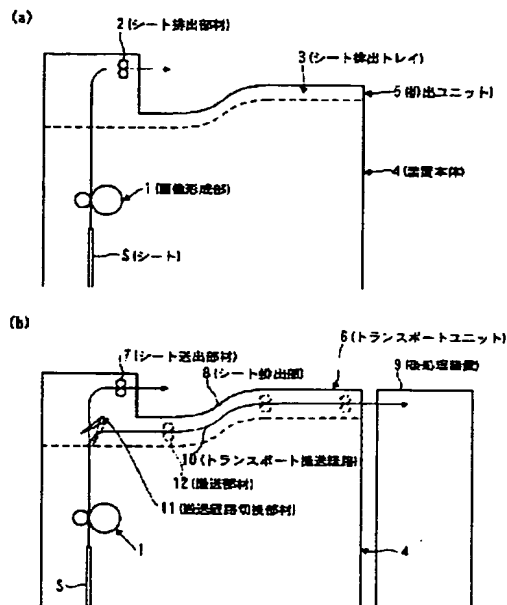 (a)
2(シート排出部材)
3(シート排出トレイ)
5(排出ユニット)
4(装置本体)
1(画像形成部)
S(シート)
(b)
6(トランスポートユニット)
7(シート送出部材)
8(シート排出部)
9(後処理装置)
10(トランスポート搬送経路)
12(搬送部材)
11(搬送経路切換部材)
1
4
S